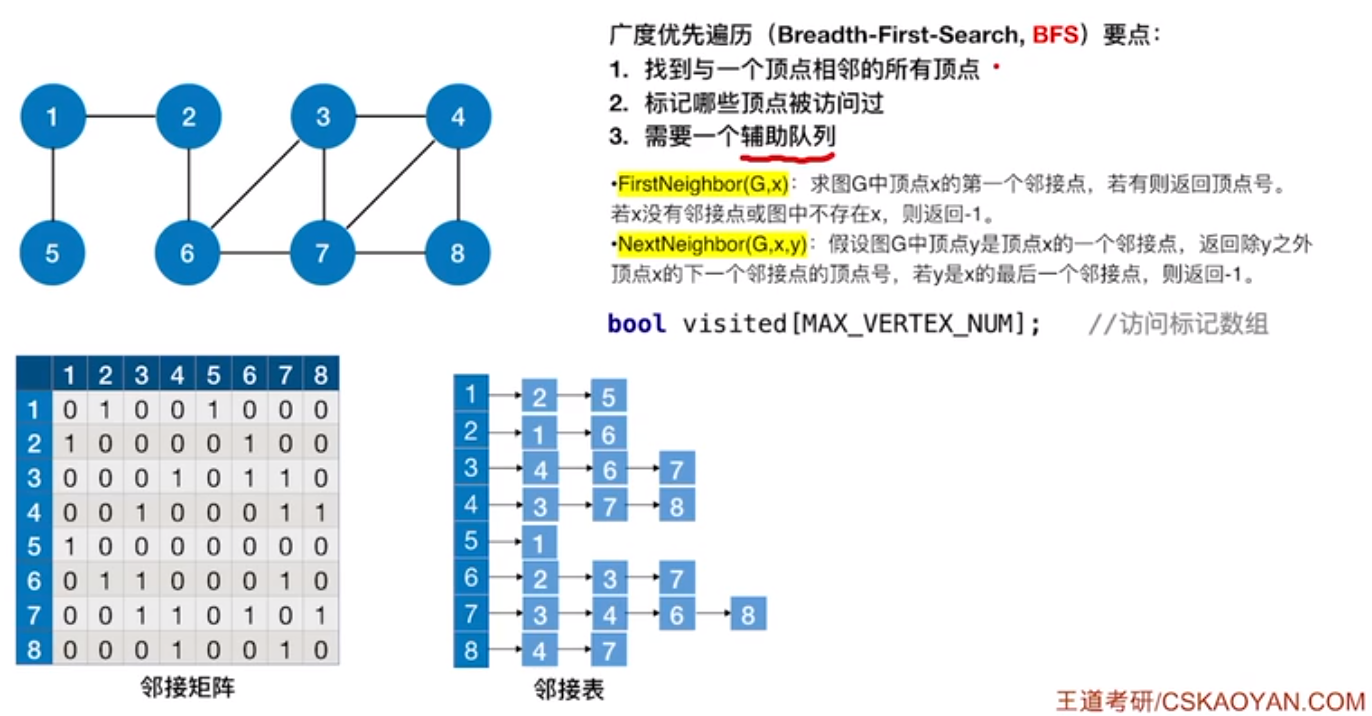 广度优先遍历（Breadth-First-Search, BFS）要点：
1. 找到与一个顶点相邻的所有顶点
2. 标记哪些顶点被访问过
3. 需要一个辅助队列
•FirstNeighbor(G,x)：求图G中顶点x的第一个邻接点，若有则返回顶点号。
若x没有邻接点或图中不存在x，则返回-1。
•NextNeighbor(G,x,y)：假设图G中顶点y是顶点x的一个邻接点，返回除y之外
顶点x的下一个邻接点的顶点号，若y是x的最后一个邻接点，则返回-1。
bool visited[MAX_VERTEX_NUM]; //访问标记数组
1 2 3 4
5 6 7 8
1 2 3 4 5 6 7 8
1 0 1 0 0 1 0 0 0
2 1 0 0 0 0 1 0 0
3 0 0 0 1 0 1 1 0
4 0 0 1 0 0 0 1 1
5 1 0 0 0 0 0 0 0
6 0 1 1 0 0 0 1 0
7 0 0 1 1 0 1 0 1
8 0 0 0 1 0 0 1 0
邻接矩阵
1 2 5
2 1 6
3 4 6 7
4 3 7 8
5 1
6 2 3 7
7 3 4 6 8
8 4 7
邻接表
王道考研/CSKAOYAN.COM